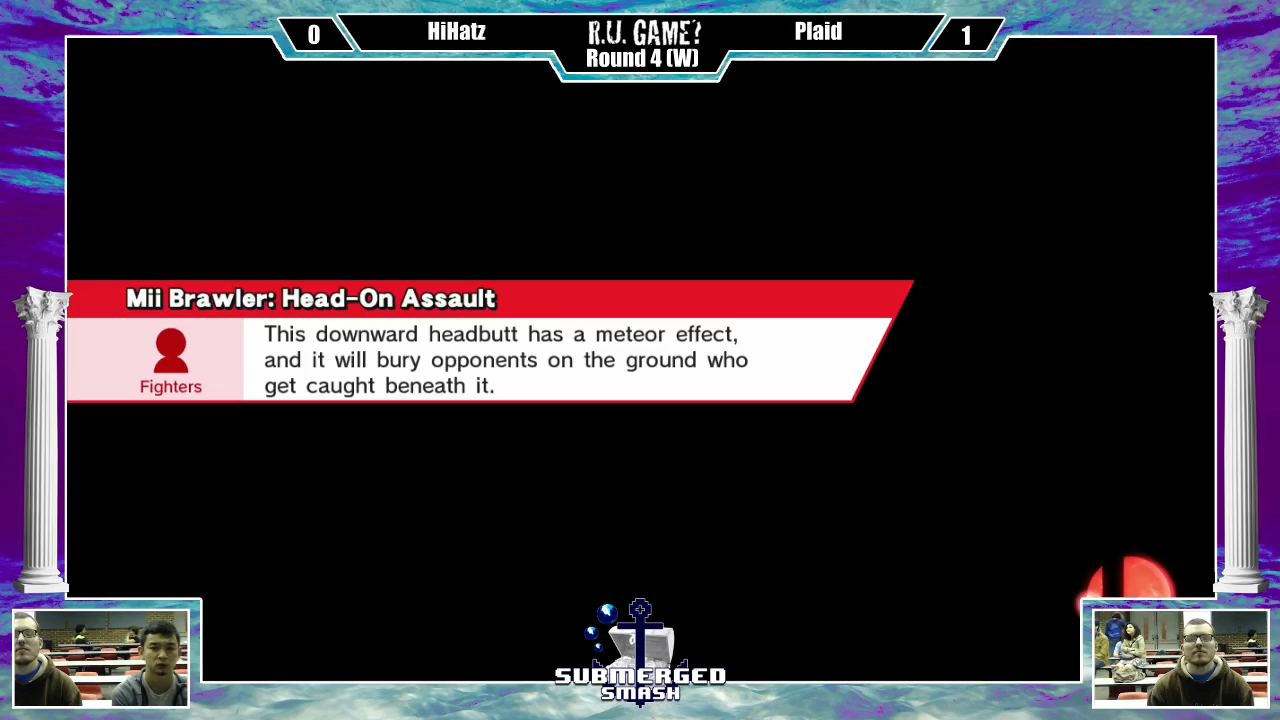 0
HiHatz
R.U. GAME?
Plaid
1
Round 4 (W)
Mii Brawler: Head-On Assault
Fighters
This downward headbutt has a meteor effect,
and it will bury opponents on the ground who
get caught beneath it.
SUBMERGED
SMASH